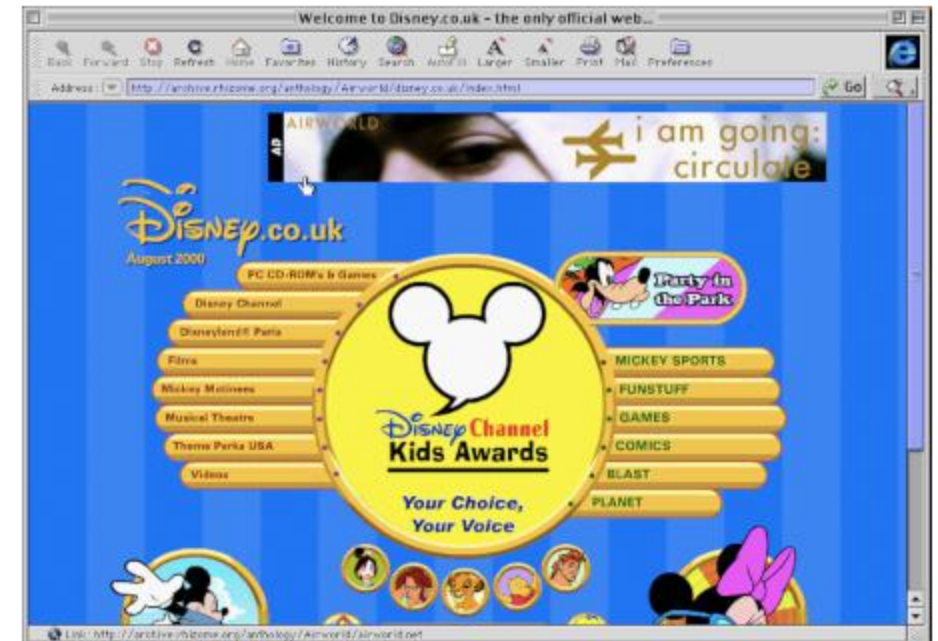 Welcome to Disney.co.uk - the only official web...
Back Forward Stop Refresh Home Favorites History Search AutoFill Larger Smaller Print Mail Preferences
Address: http://archive.rhizome.org/anthology/Airworld/disney.co.uk/index.html Go
AD
AIRWORLD
i am going:
circulate
Disney.co.uk
August 2000
PC CD-ROM's & Games
Disney Channel
Disneyland® Paris
Films
Mickey Matinees
Musical Theatre
Theme Parks USA
Videos
Disney Channel
Kids Awards
Your Choice,
Your Voice
Party in
the Park
MICKEY SPORTS
FUNSTUFF
GAMES
COMICS
BLAST
PLANET
Link: http://archive.rhizome.org/anthology/Airworld/airworld.net